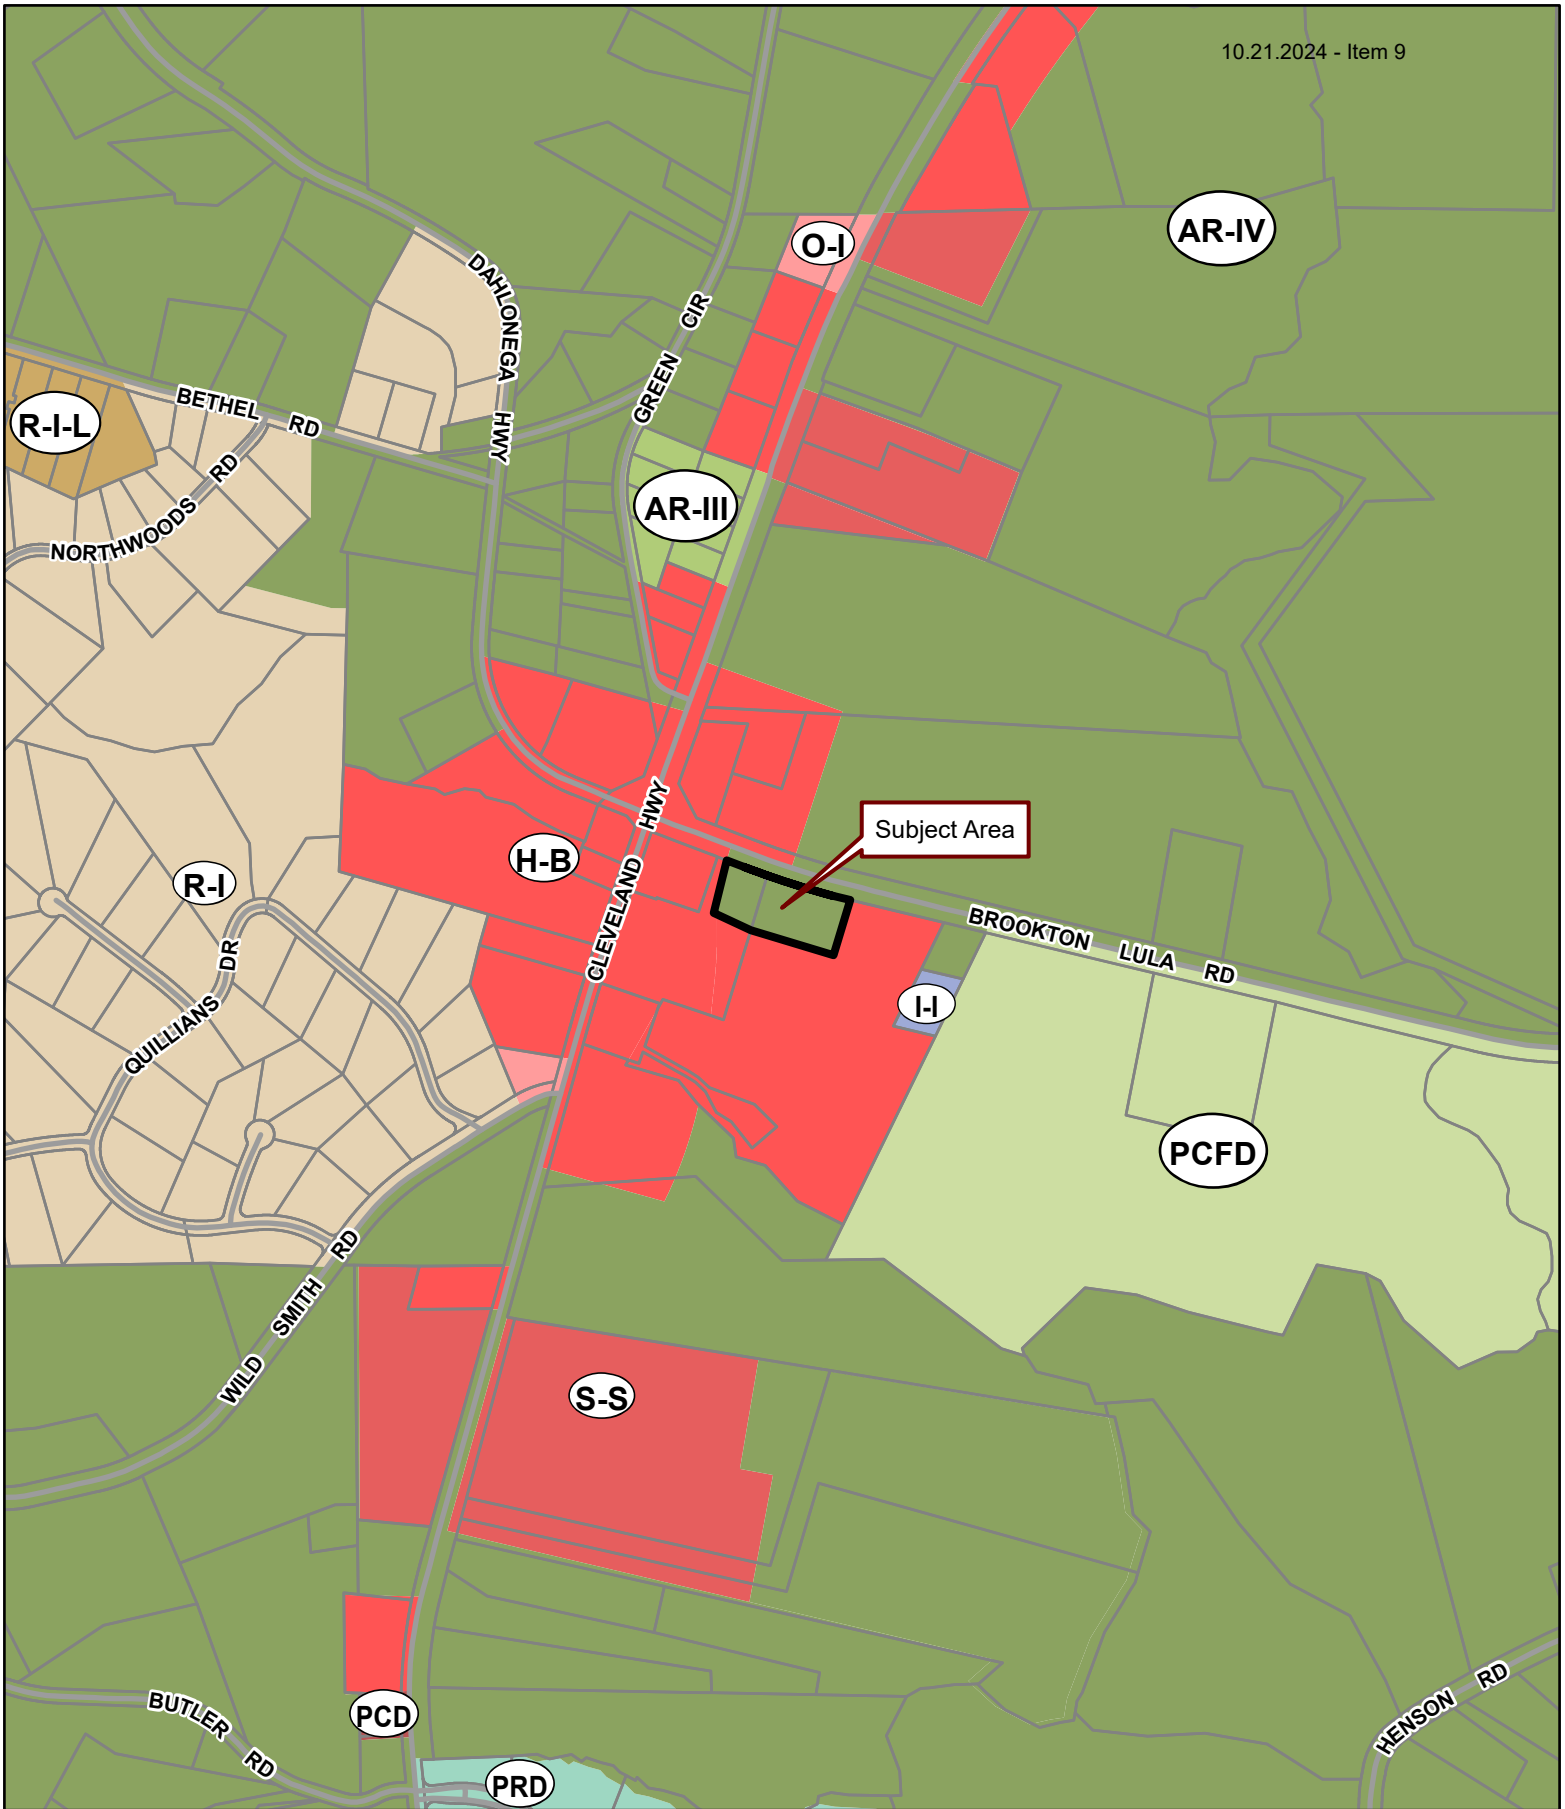 10.21.2024 - Item 9
AR-IV
O-I
DAHLONEGA HWY
GREEN CIR
BETHEL RD
R-I-L
NORTHWOODS RD
AR-III
CLEVELAND HWY
Subject Area
H-B
R-I
BROOKTON LULA RD
I-I
QUILLIANS DR
PCFD
WILD SMITH RD
S-S
BUTLER RD
PCD
HENSON RD
PRD